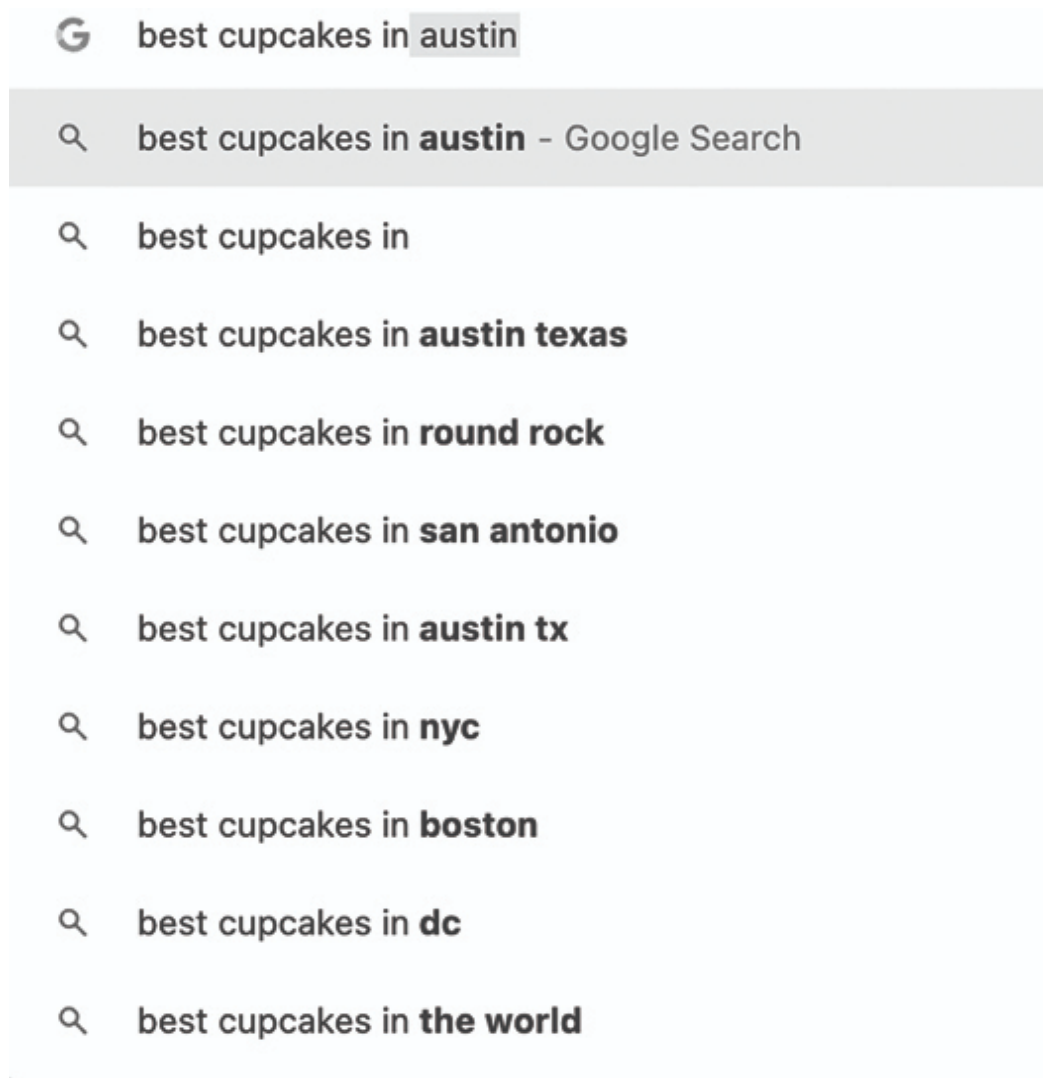 best cupcakes in austin
best cupcakes in austin - Google Search
best cupcakes in
best cupcakes in austin texas
best cupcakes in round rock
best cupcakes in san antonio
best cupcakes in austin tx
best cupcakes in nyc
best cupcakes in boston
best cupcakes in dc
best cupcakes in the world